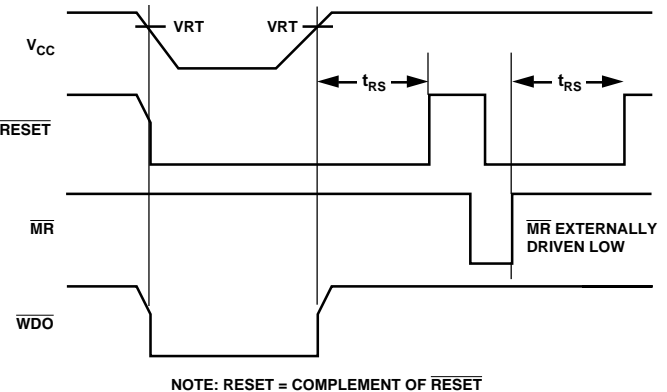 VRT VRT
VCC
tRS tRS
RESET
MR
MR EXTERNALLY
DRIVEN LOW
WDO
NOTE: RESET = COMPLEMENT OF RESET